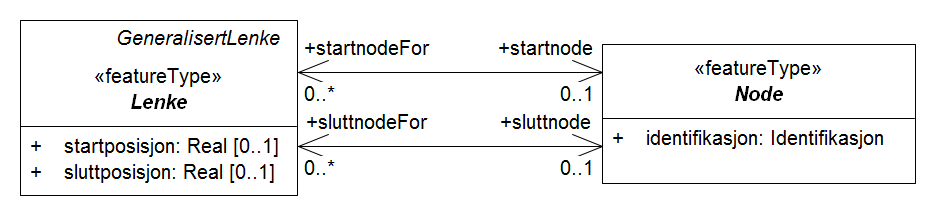 GeneralisertLenke
«featureType»
Lenke
+ startposisjon: Real [0..1]
+ sluttposisjon: Real [0..1]
+startnodeFor +startnode
0..* 0..1
+sluttnodeFor +sluttnode
0..* 0..1
«featureType»
Node
+ identifikasjon: Identifikasjon